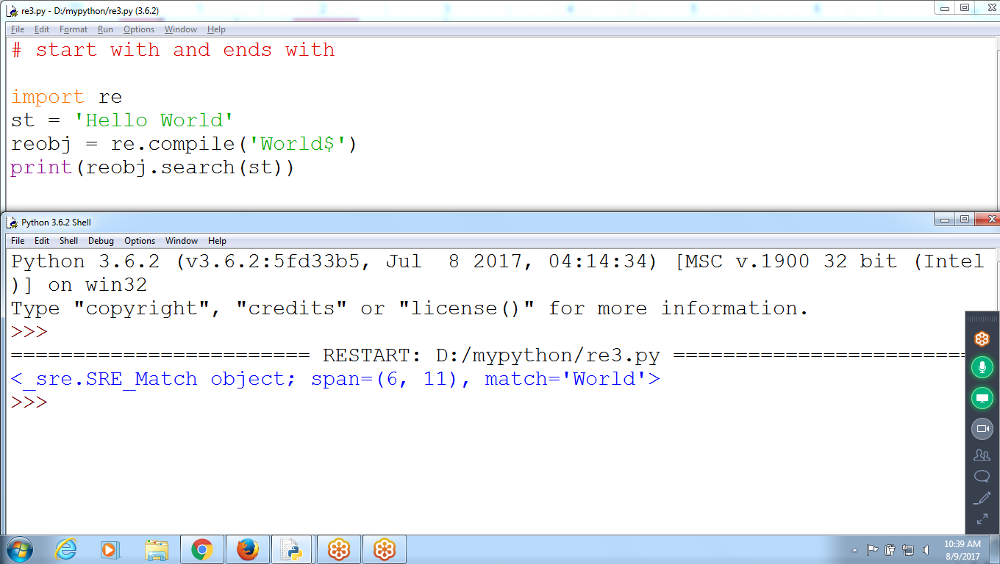 re3.py - D:/mypython/re3.py (3.6.2)
File Edit Format Run Options Window Help
# start with and ends with
import re
st = 'Hello World'
reobj = re.compile('World$')
print(reobj.search(st))
Python 3.6.2 Shell
File Edit Shell Debug Options Window Help
Python 3.6.2 (v3.6.2:5fd33b5, Jul  8 2017, 04:14:34) [MSC v.1900 32 bit (Intel
)] on win32
Type "copyright", "credits" or "license()" for more information.
>>>
======================== RESTART: D:/mypython/re3.py ========================
<_sre.SRE_Match object; span=(6, 11), match='World'>
>>>
10:39 AM
8/9/2017